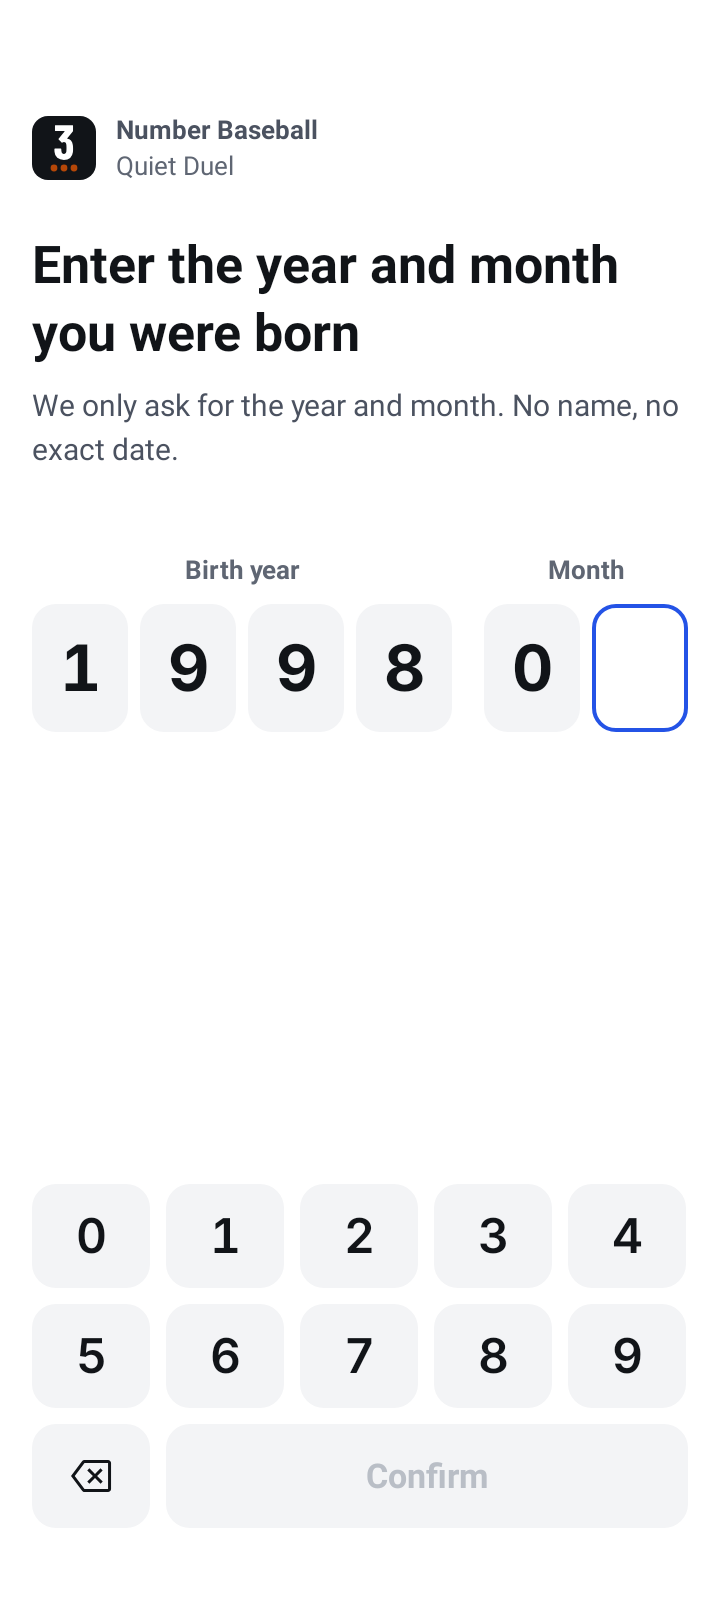 3
Number Baseball
Quiet Duel
Enter the year and month
you were born
We only ask for the year and month. No name, no
exact date.
Birth year Month
1 9 9 8 0
0 1 2 3 4
5 6 7 8 9
Confirm